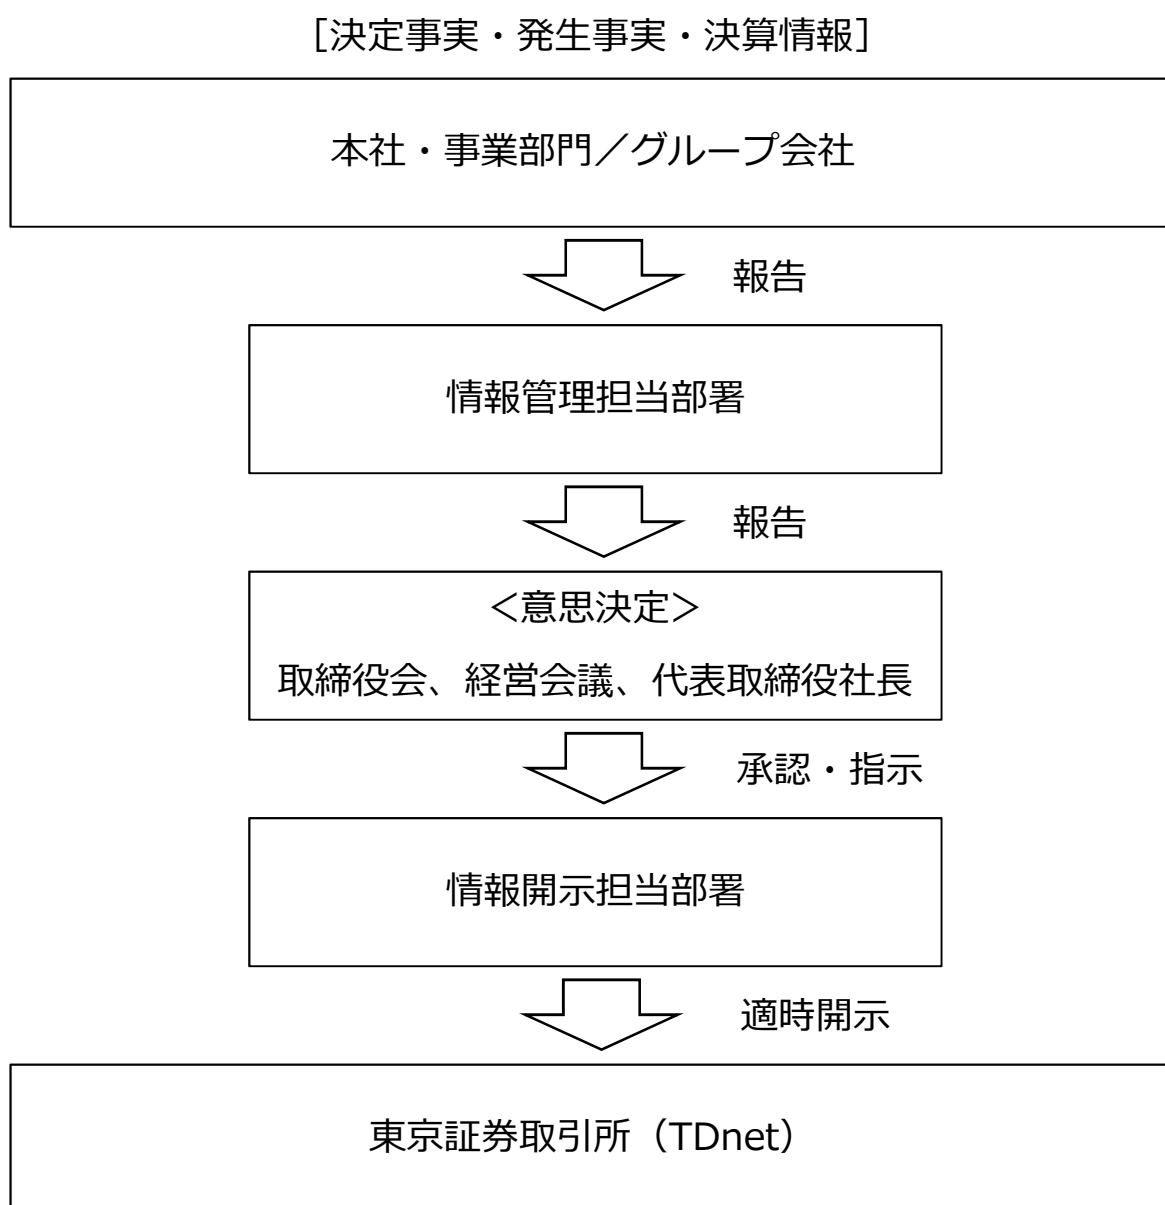 ［決定事実・発生事実・決算情報］
本社・事業部門／グループ会社
報告
情報管理担当部署
報告
＜意思決定＞
取締役会、経営会議、代表取締役社長
承認・指示
情報開示担当部署
適時開示
東京証券取引所（TDnet）